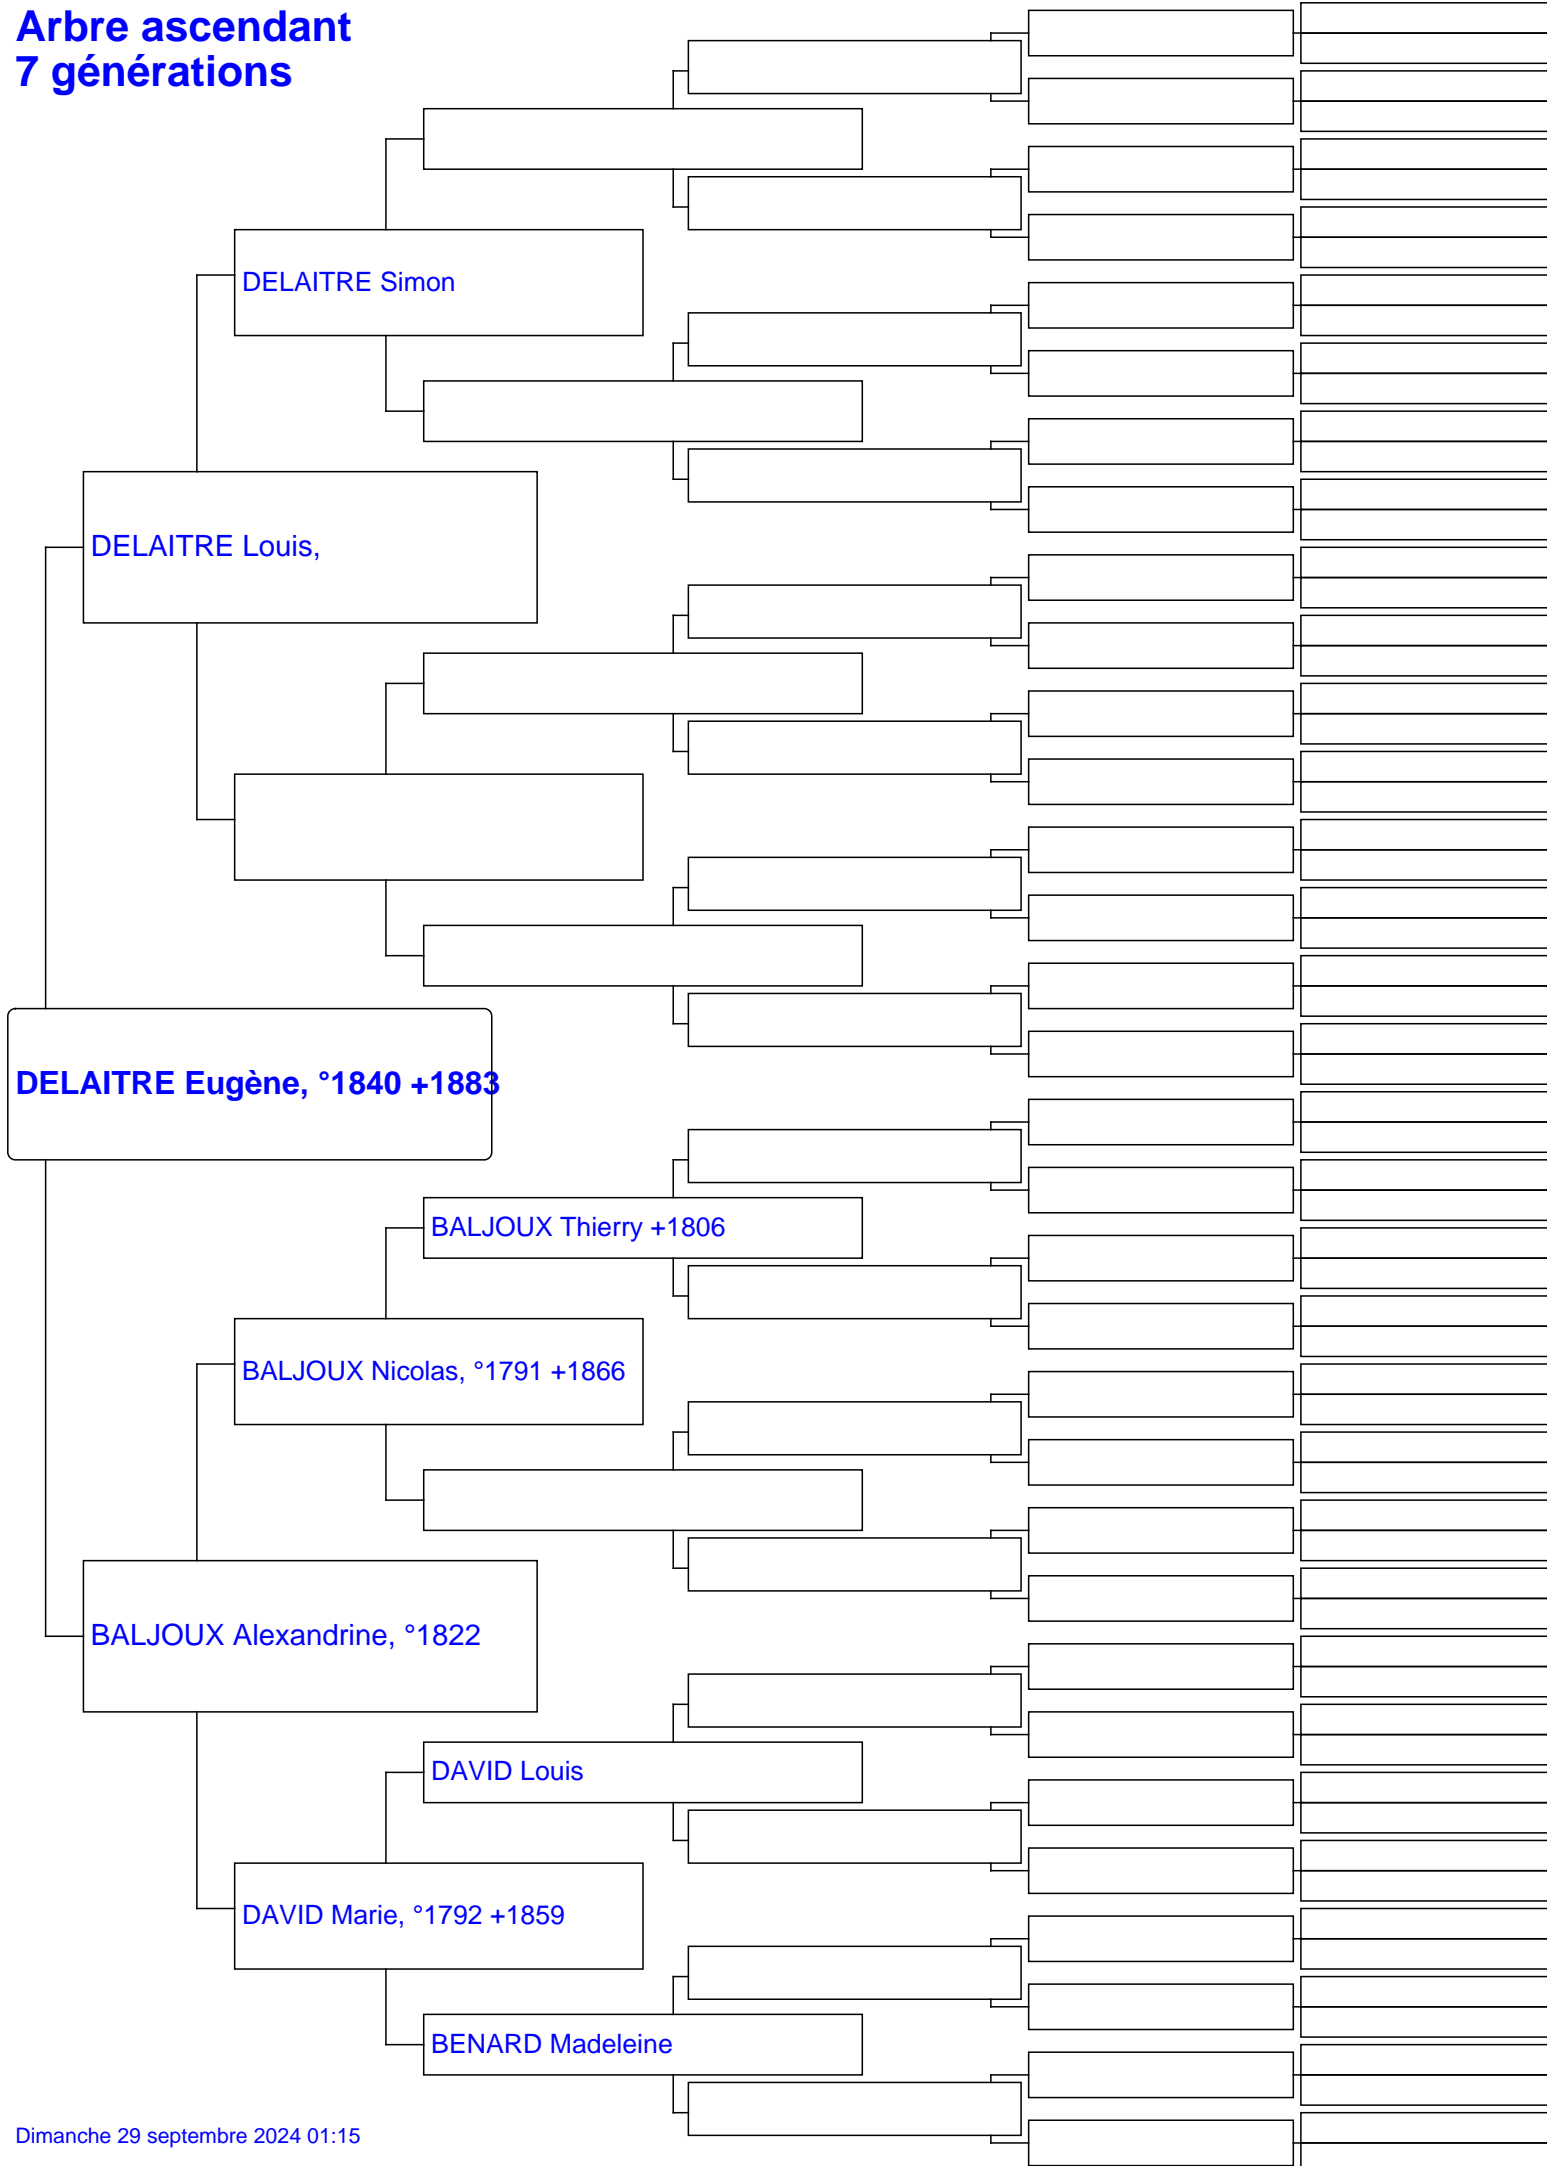 Arbre ascendant
7 générations
DELAITRE Simon
DELAITRE Louis,
DELAITRE Eugène, °1840 +1883
BALJOUX Thierry +1806
BALJOUX Nicolas, °1791 +1866
BALJOUX Alexandrine, °1822
DAVID Louis
DAVID Marie, °1792 +1859
BENARD Madeleine
Dimanche 29 septembre 2024 01:15